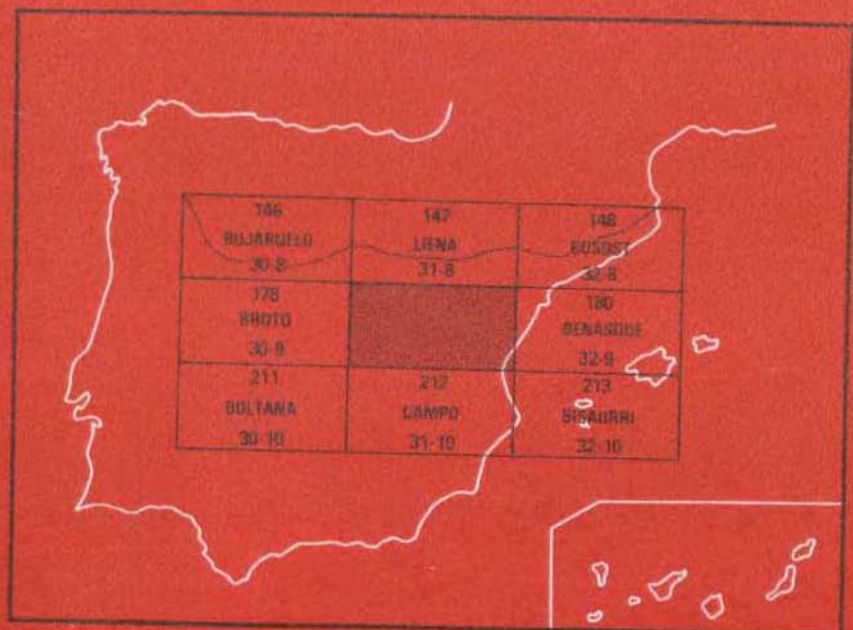 146
BUJARUELO
30-8
147
LIENA
31-8
148
BOSOST
32-8
178
BROTO
30-9
180
BENASQUE
32-9
211
BOLTANA
30-10
212
CAMPO
31-10
213
BISAURRI
32-10